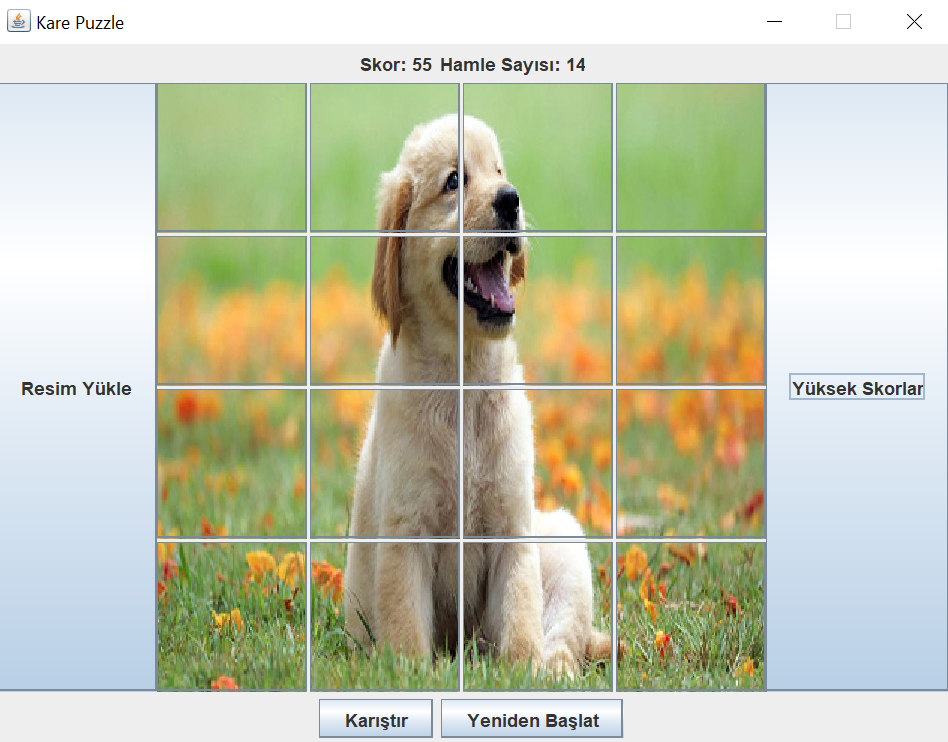 Kare Puzzle
Skor: 55 Hamle Sayısı: 14
Resim Yükle
Yüksek Skorlar
Karıştır
Yeniden Başlat